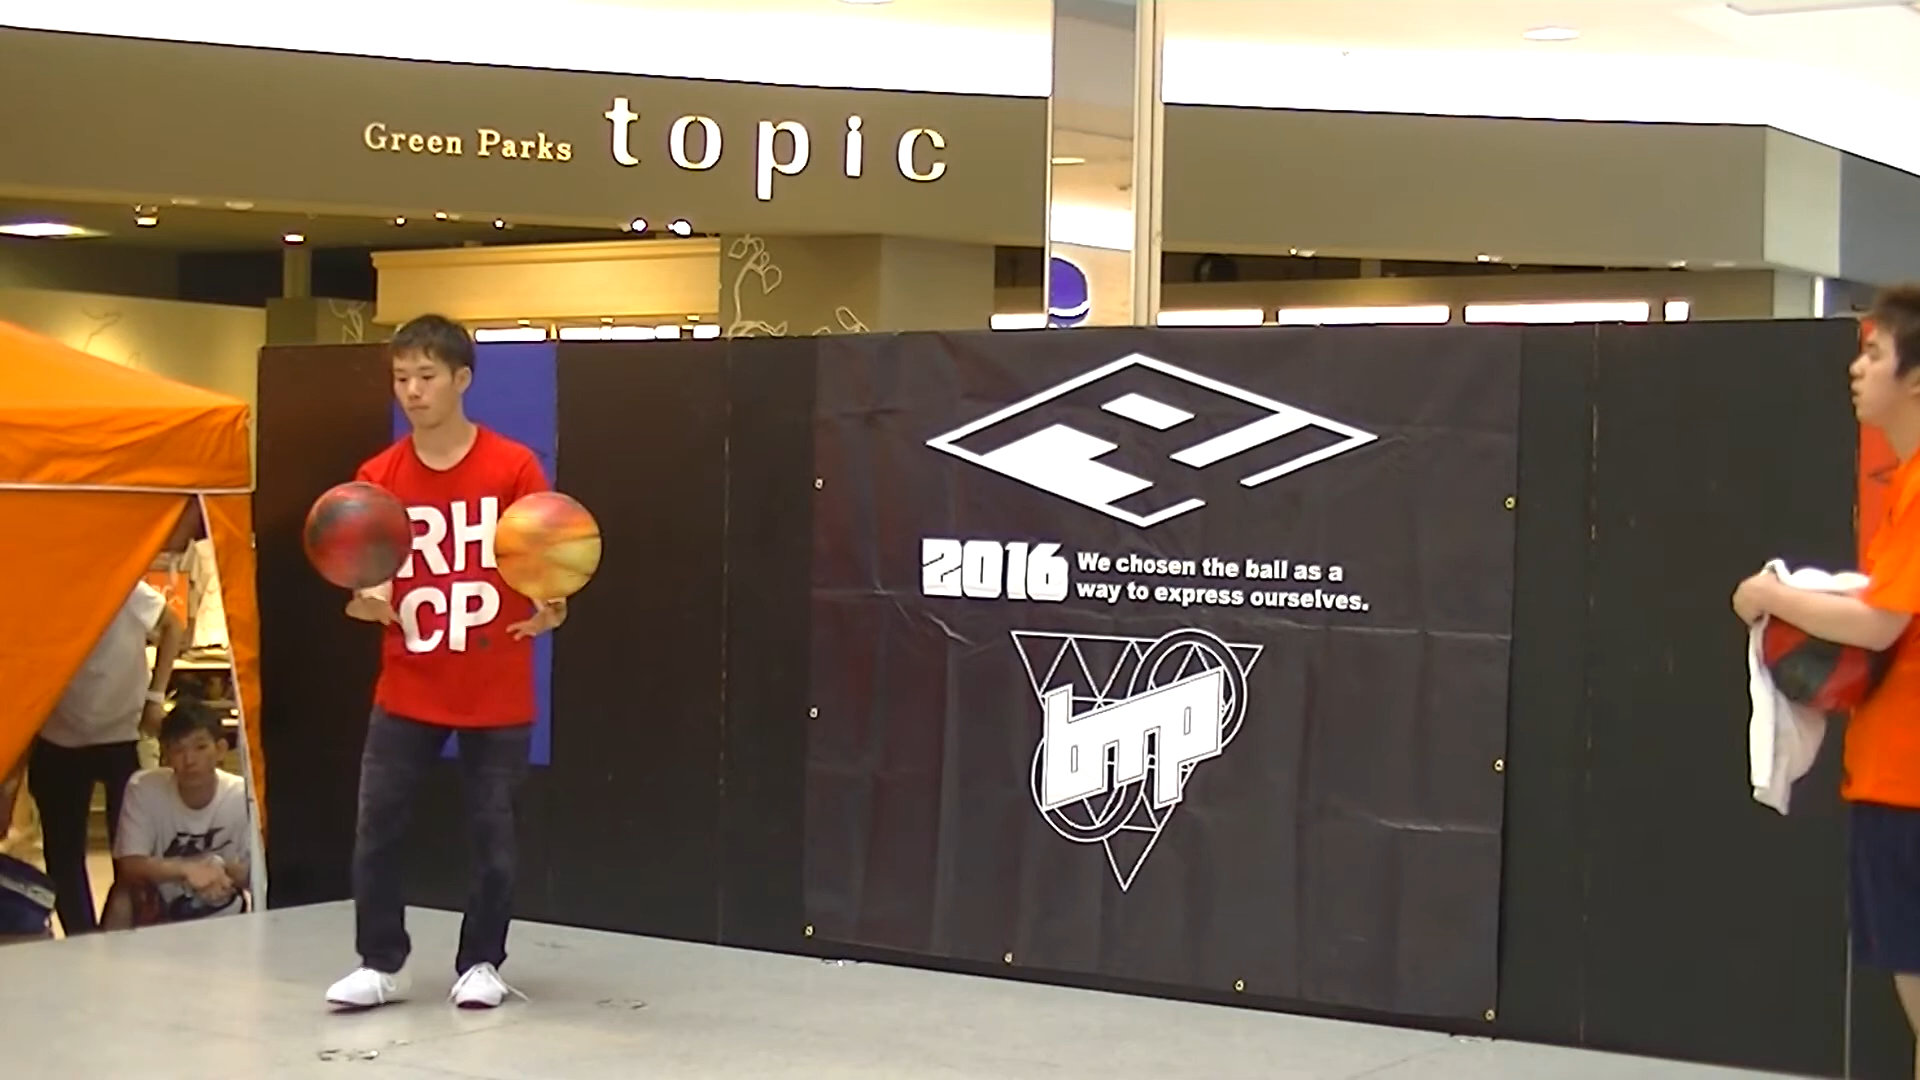 Green Parks topic
RH
CP
2016 We chosen the ball as a
way to express ourselves.
bmp